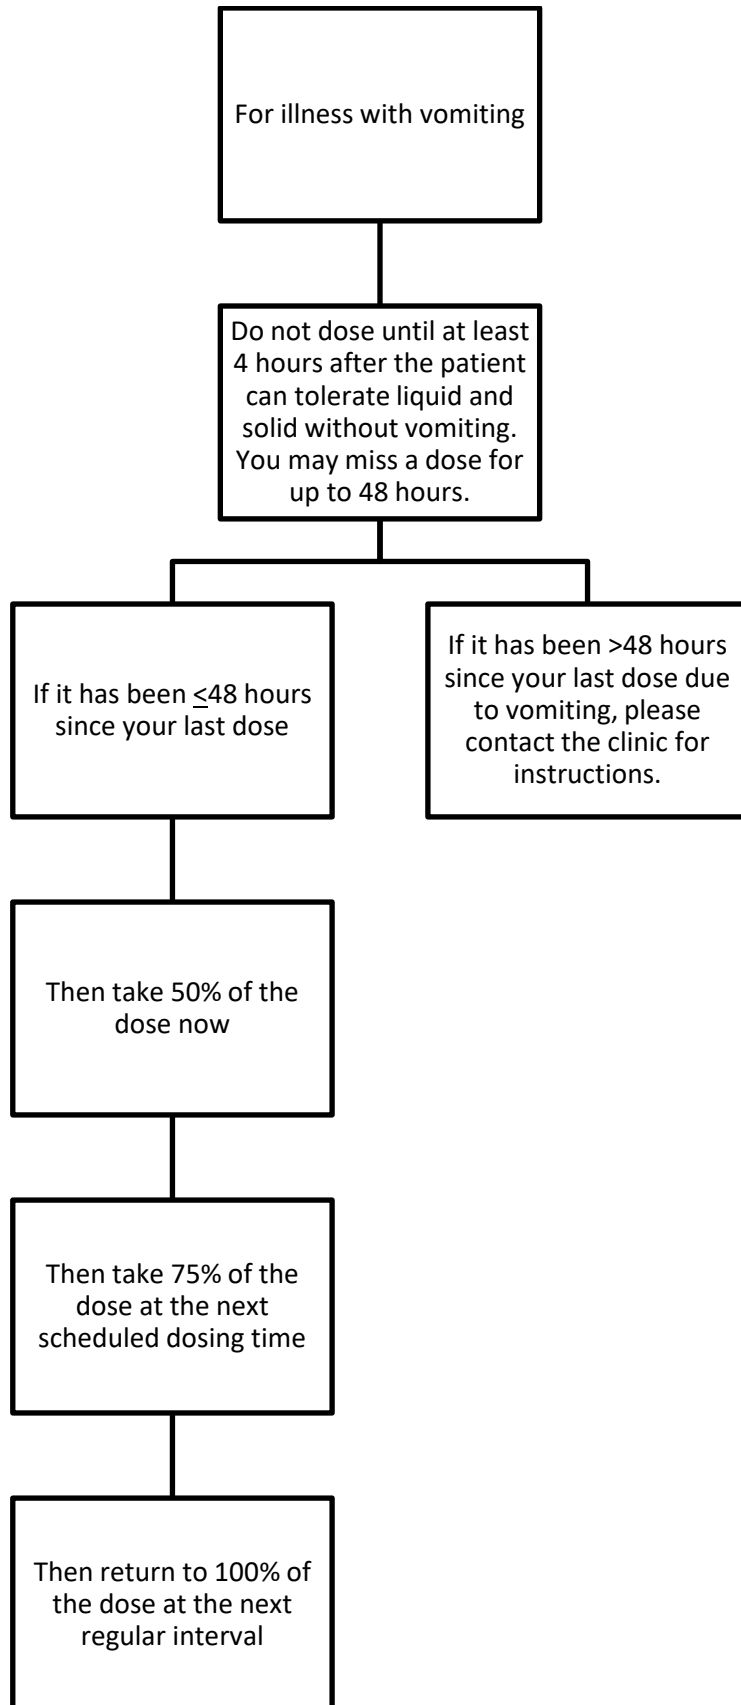 For illness with vomiting
Do not dose until at least
4 hours after the patient
can tolerate liquid and
solid without vomiting.
You may miss a dose for
up to 48 hours.
If it has been <48 hours
since your last dose
If it has been >48 hours
since your last dose due
to vomiting, please
contact the clinic for
instructions.
Then take 50% of the
dose now
Then take 75% of the
dose at the next
scheduled dosing time
Then return to 100% of
the dose at the next
regular interval